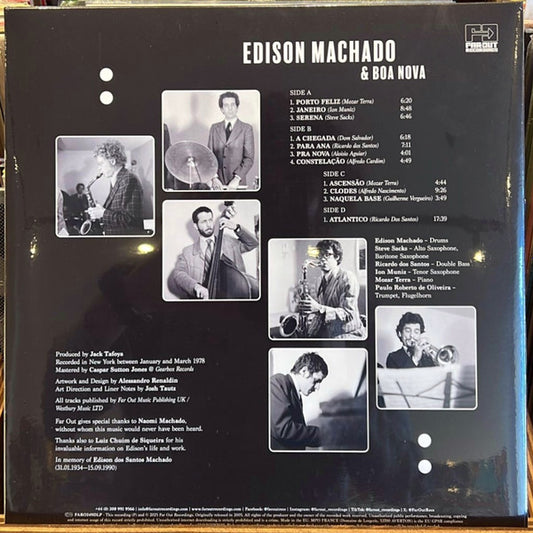 FAR OUT
RECORDINGS
EDISON MACHADO
& BOA NOVA
SIDE A
1. PORTO FELIZ (Mozar Terra) 6:20
2. JANEIRO (Ion Muniz) 8:48
3. SERENA (Steve Sacks) 6:46
SIDE B
1. A CHEGADA (Dom Salvador) 6:18
2. PARA ANA (Ricardo dos Santos) 7:11
3. PRA NOVA (Aloisio Aguiar) 4:01
4. CONSTELAÇÃO (Alfredo Cardim) 4:49
SIDE C
1. ASCENSÃO (Mozar Terra) 4:44
2. CLODES (Alfredo Nascimento) 9:26
3. NAQUELA BASE (Guilherme Vergueiro) 3:49
SIDE D
1. ATLANTICO (Ricardo Dos Santos) 17:39
Edison Machado – Drums
Steve Sacks – Alto Saxophone,
Baritone Saxophone
Ricardo dos Santos – Double Bass
Ion Muniz – Tenor Saxophone
Mozar Terra – Piano
Paulo Roberto de Oliveira –
Trumpet, Flugelhorn
Produced by Jack Tafoya
Recorded in New York between January and March 1978
Mastered by Caspar Sutton Jones @ Gearbox Records
Artwork and Design by Alessandro Renaldin
Art Direction and Liner Notes by Josh Tautz
All tracks published by Far Out Music Publishing UK /
Westbury Music LTD
Far Out gives special thanks to Naomi Machado,
without whom this music would never have been heard.
Thanks also to Luiz Chuim de Siqueira for his
invaluable information on Edison's life and work.
In memory of Edison dos Santos Machado
(31.01.1934—15.09.1990)